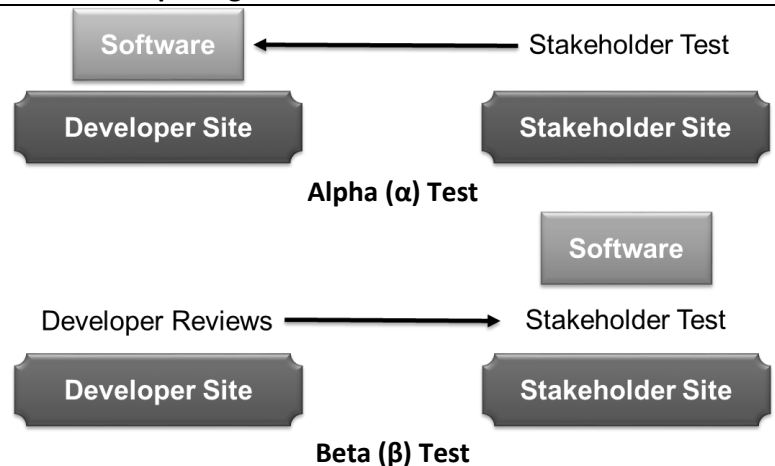 Software
Stakeholder Test
Developer Site
Stakeholder Site
Alpha (α) Test
Software
Developer Reviews
Stakeholder Test
Developer Site
Stakeholder Site
Beta (β) Test